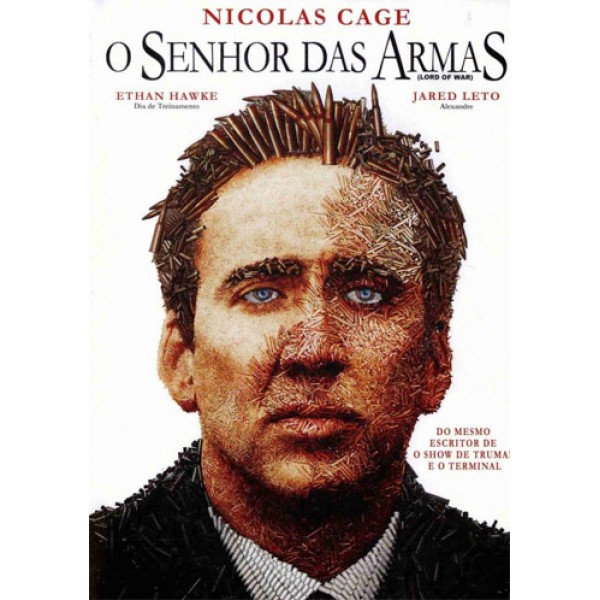 NICOLAS CAGE
O SENHOR DAS ARMAS
(LORD OF WAR)
ETHAN HAWKE
Dia de Treinamento
JARED LETO
Alexandre
DO MESMO
ESCRITOR DE
O SHOW DE TRUMA
E O TERMINAL